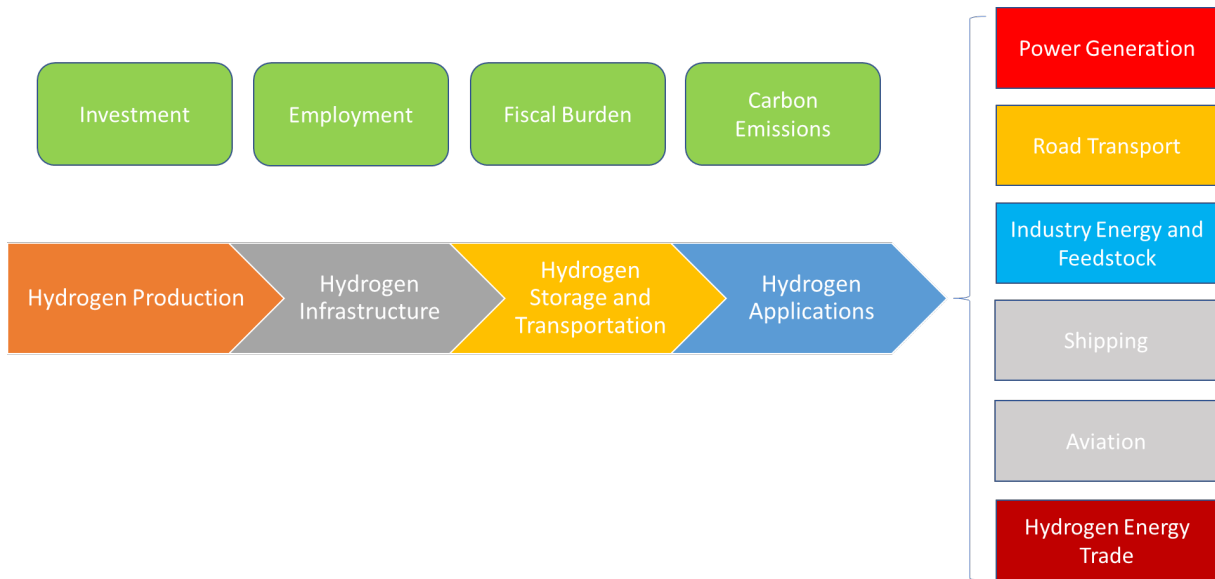 Investment
Employment
Fiscal Burden
Carbon
Emissions
Hydrogen Production
Hydrogen
Infrastructure
Hydrogen
Storage and
Transportation
Hydrogen
Applications
Power Generation
Road Transport
Industry Energy and
Feedstock
Shipping
Aviation
Hydrogen Energy
Trade